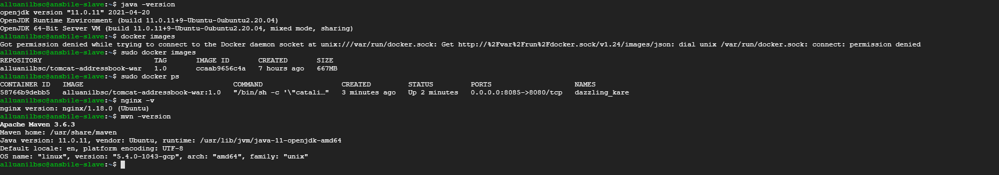 alluanilbsc@ansbile-slave:~$ java -version
openjdk version "11.0.11" 2021-04-20
OpenJDK Runtime Environment (build 11.0.11+9-Ubuntu-0ubuntu2.20.04)
OpenJDK 64-Bit Server VM (build 11.0.11+9-Ubuntu-0ubuntu2.20.04, mixed mode, sharing)
alluanilbsc@ansbile-slave:~$ docker images
Got permission denied while trying to connect to the Docker daemon socket at unix:///var/run/docker.sock: Get http://%2Fvar%2Frun%2Fdocker.sock/v1.24/images/json: dial unix /var/run/docker.sock: connect: permission denied
alluanilbsc@ansbile-slave:~$ sudo docker images
REPOSITORY TAG IMAGE ID CREATED SIZE
alluanilbsc/tomcat-addressbook-war 1.0 ccaab9656c4a 7 hours ago 667MB
alluanilbsc@ansbile-slave:~$ sudo docker ps
CONTAINER ID IMAGE COMMAND CREATED STATUS PORTS NAMES
58766b9debb5 alluanilbsc/tomcat-addressbook-war:1.0 "/bin/sh -c '\"catali…" 3 minutes ago Up 2 minutes 0.0.0.0:8085->8080/tcp dazzling_kare
alluanilbsc@ansbile-slave:~$ nginx -v
nginx version: nginx/1.18.0 (Ubuntu)
alluanilbsc@ansbile-slave:~$ mvn -version
Apache Maven 3.6.3
Maven home: /usr/share/maven
Java version: 11.0.11, vendor: Ubuntu, runtime: /usr/lib/jvm/java-11-openjdk-amd64
Default locale: en, platform encoding: UTF-8
OS name: "linux", version: "5.4.0-1043-gcp", arch: "amd64", family: "unix"
alluanilbsc@ansbile-slave:~$